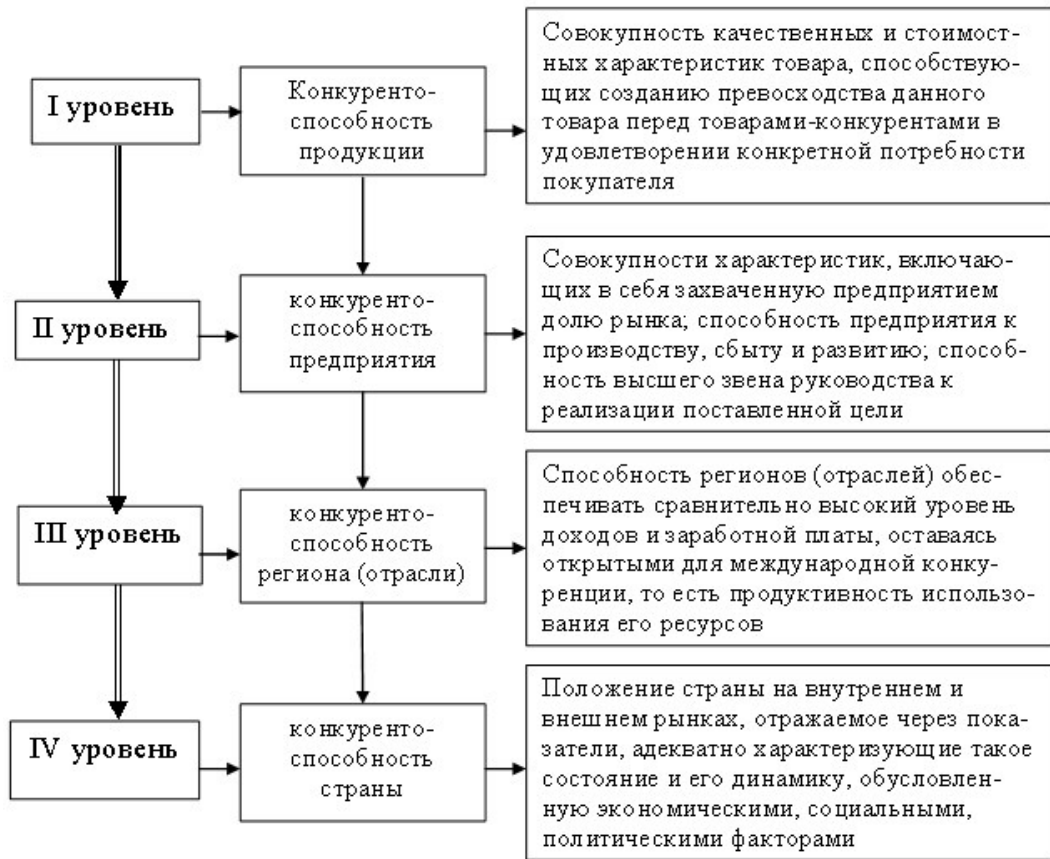 I уровень
Конкуренто-
способность
продукции
Совокупность качественных и стоимост-
ных характеристик товара, способствую-
щих созданию превосходства данного
товара перед товарами-конкурентами в
удовлетворении конкретной потребности
покупателя
II уровень
конкуренто-
способность
предприятия
Совокупности характеристик, включаю-
щих в себя захваченную предприятием
долю рынка; способность предприятия к
производству, сбыту и развитию; способ-
ность высшего звена руководства к
реализации поставленной цели
III уровень
конкуренто-
способность
региона (отрасли)
Способность регионов (отраслей) обес-
печивать сравнительно высокий уровень
доходов и заработной платы, оставаясь
открытыми для международной конку-
ренции, то есть продуктивность использо-
вания его ресурсов
IV уровень
конкуренто-
способность
страны
Положение страны на внутреннем и
внешнем рынках, отражаемое через пока-
затели, адекватно характеризующие такое
состояние и его динамику, обусловлен-
ную экономическими, социальными,
политическими факторами